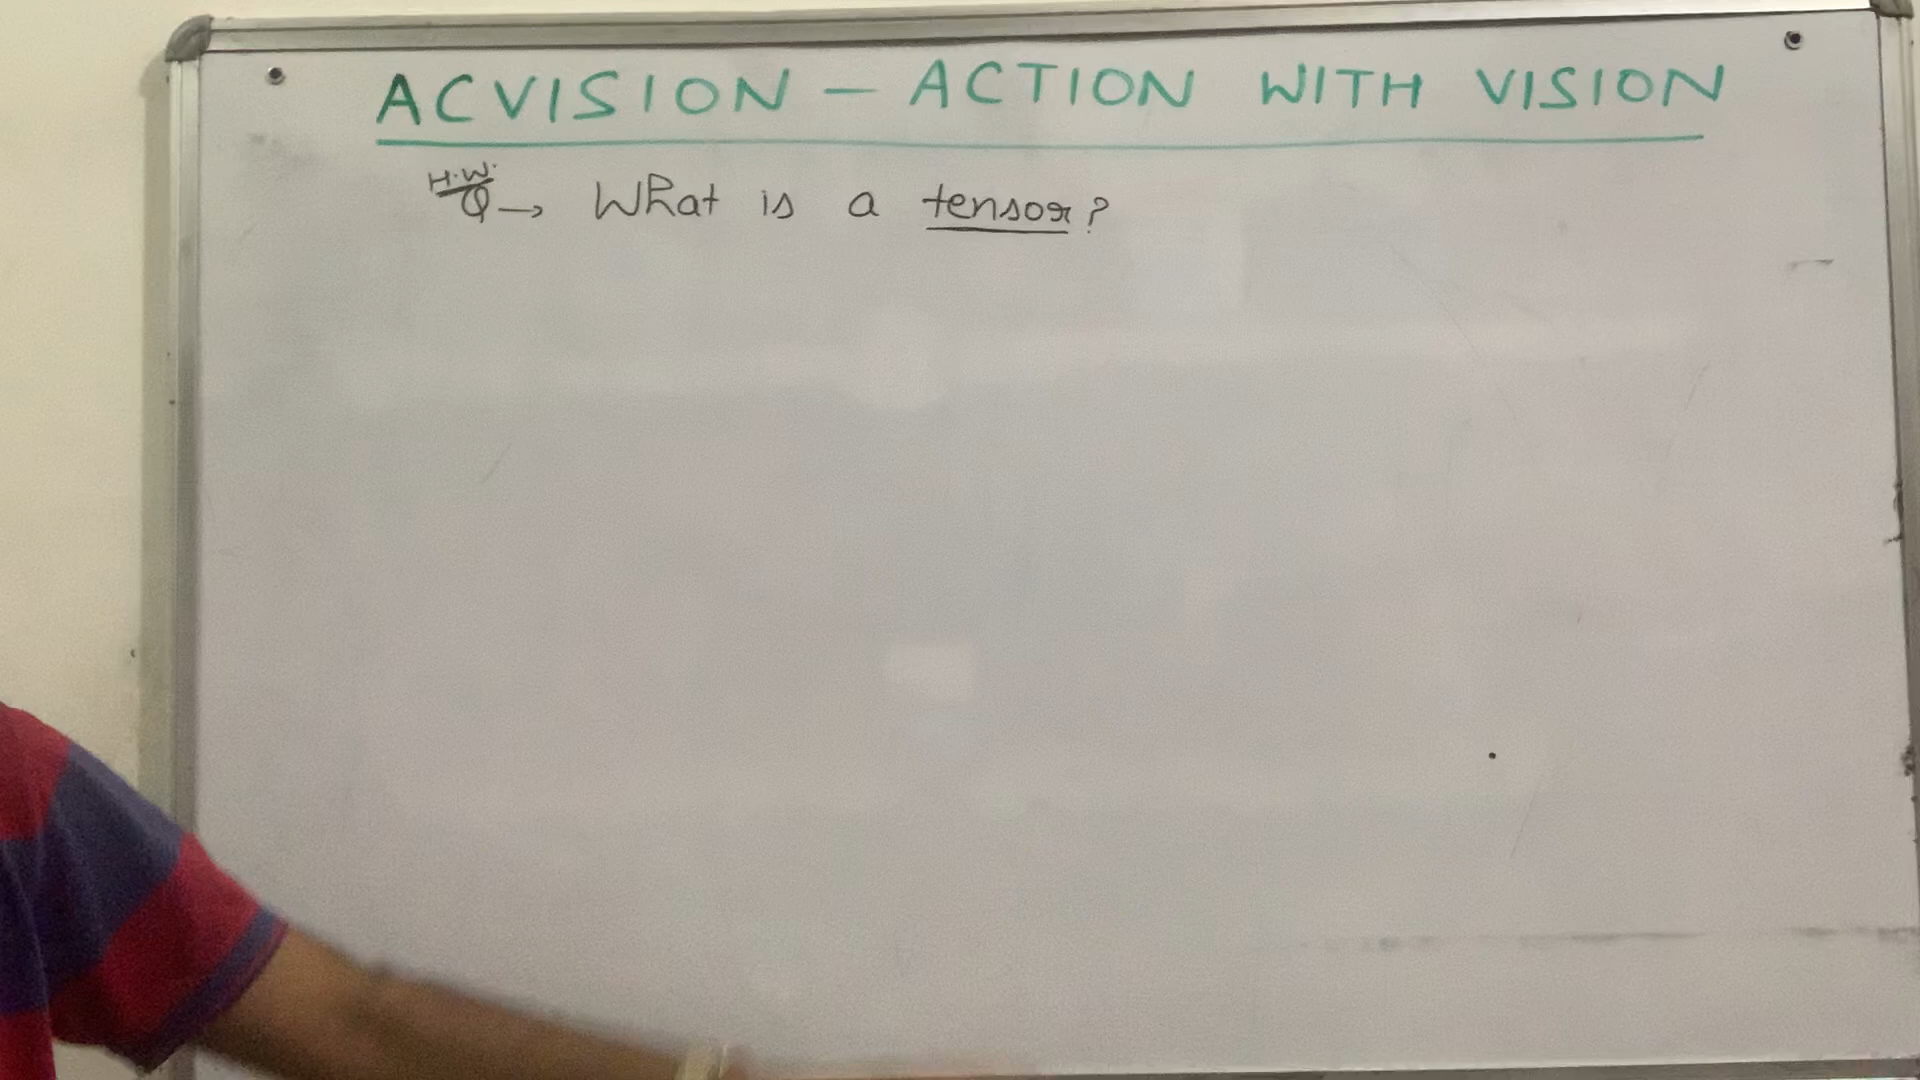 ACVISION - ACTION WITH VISION
H.W.
Q → What is a tensor?